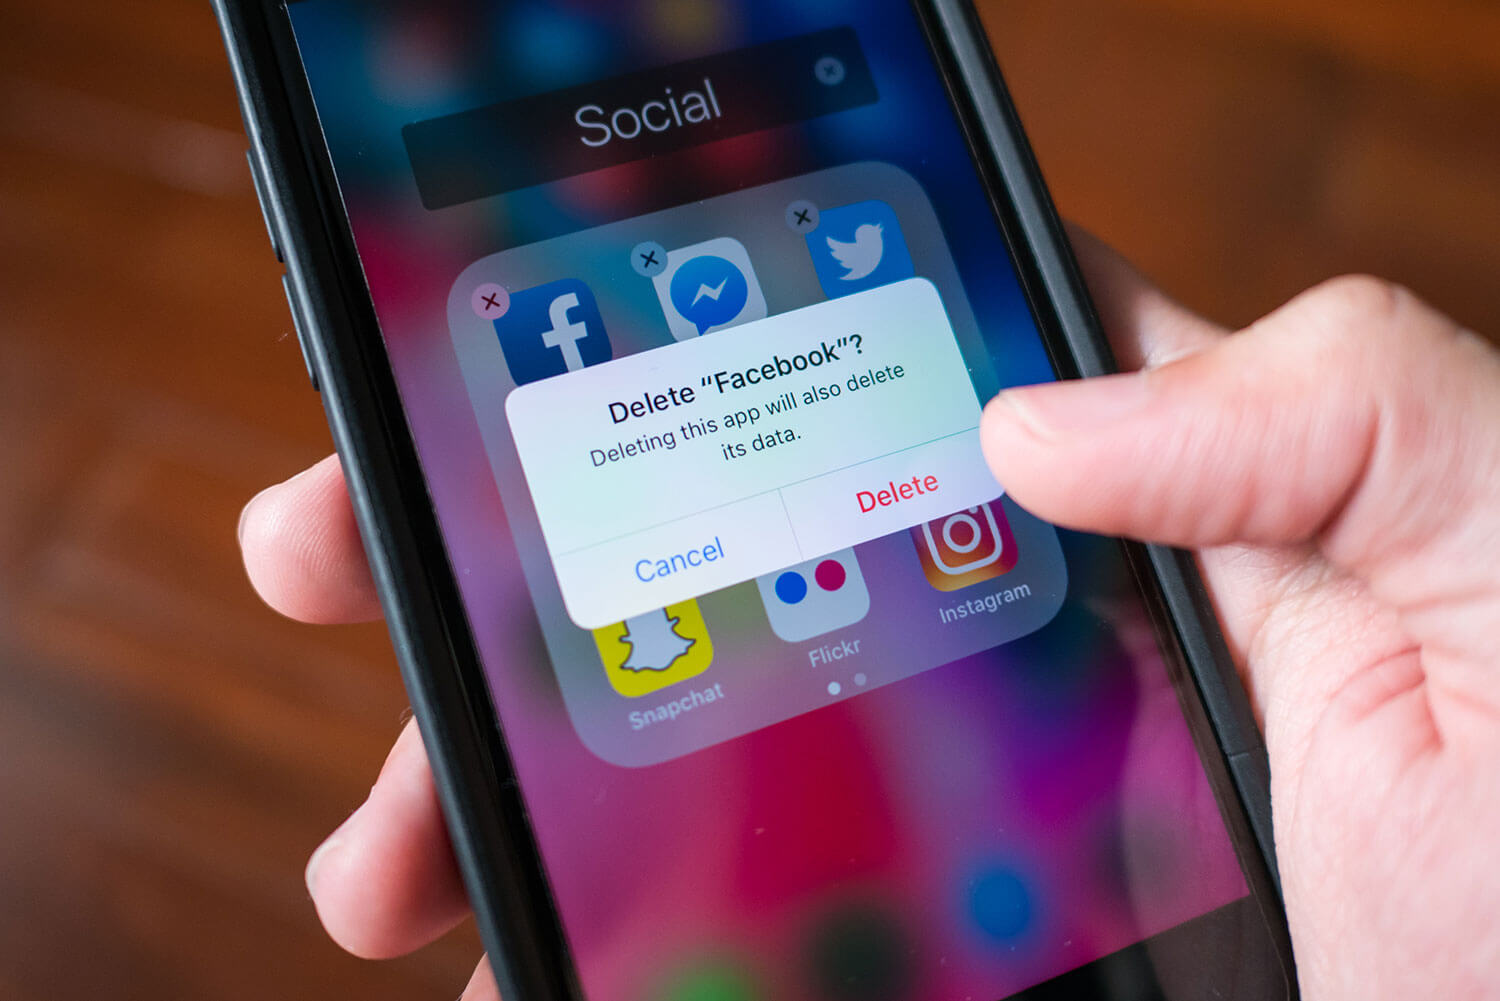 Social
Delete “Facebook”?
Deleting this app will also delete
its data.
Cancel
Delete
Snapchat
Flickr
Instagram